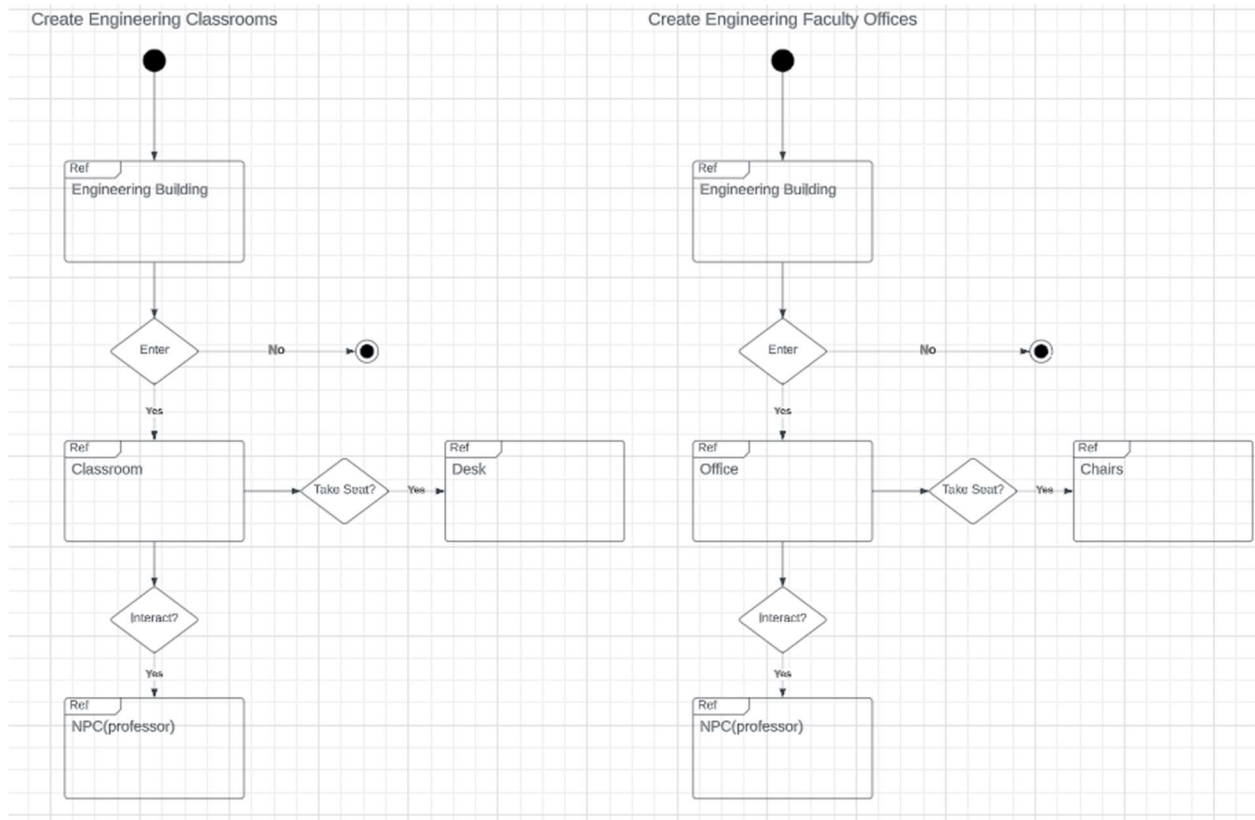 Create Engineering Classrooms
Ref
Engineering Building
Enter
No
Yes
Ref
Classroom
Take Seat?
Yes
Ref
Desk
Interact?
Yes
Ref
NPC(professor)
Create Engineering Faculty Offices
Ref
Engineering Building
Enter
No
Yes
Ref
Office
Take Seat?
Yes
Ref
Chairs
Interact?
Yes
Ref
NPC(professor)